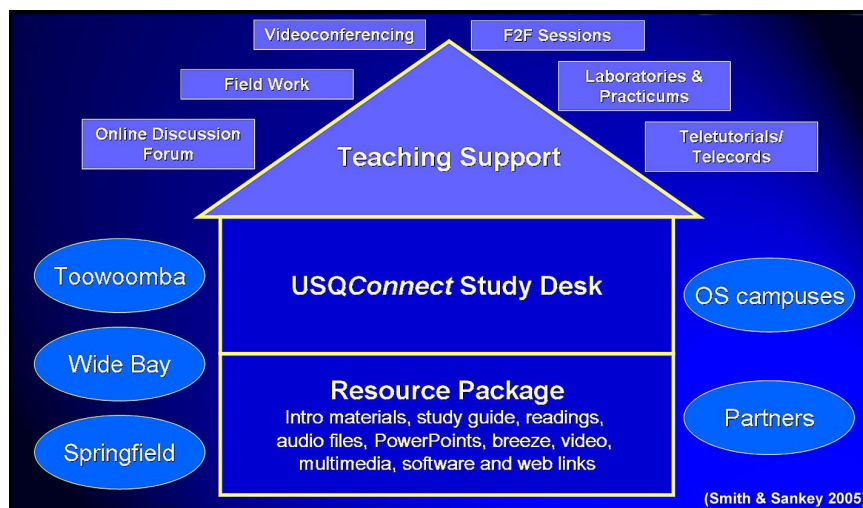 Videoconferencing
F2F Sessions
Field Work
Laboratories &
Practicums
Online Discussion
Forum
Teletutorials/
Telecords
Teaching Support
Toowoomba
USQConnect Study Desk
OS campuses
Wide Bay
Resource Package
Intro materials, study guide, readings,
audio files, PowerPoints, breeze, video,
multimedia, software and web links
Partners
Springfield
(Smith & Sankey 2005)